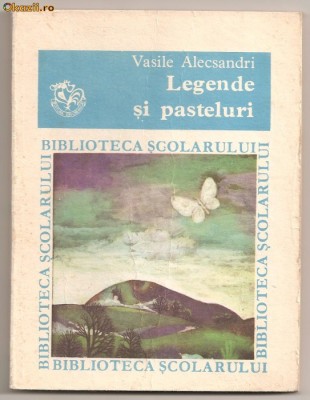 okazii.ro
Vasile Alecsandri
Legende
și pasteluri
BIBLIOTECA ȘCOLARULUI
BIBLIOTECA ȘCOLARULUI
BIBLIOTECA ȘCOLARULUI
BIBLIOTECA ȘCOLARULUI